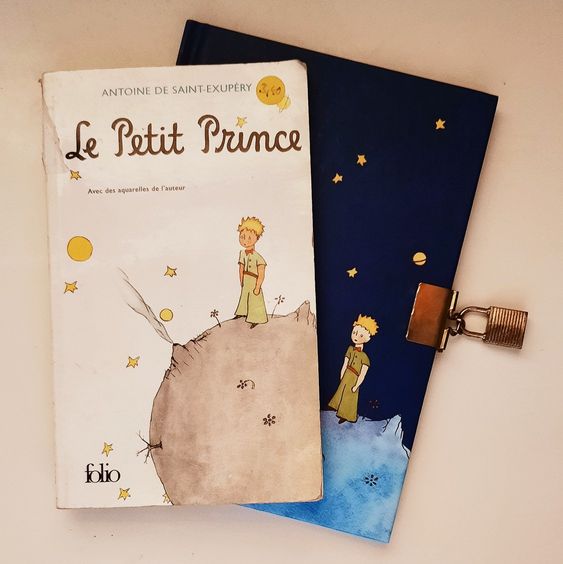 ANTOINE DE SAINT-EXUPÉRY
Le Petit Prince
Avec des aquarelles de l'auteur
folio